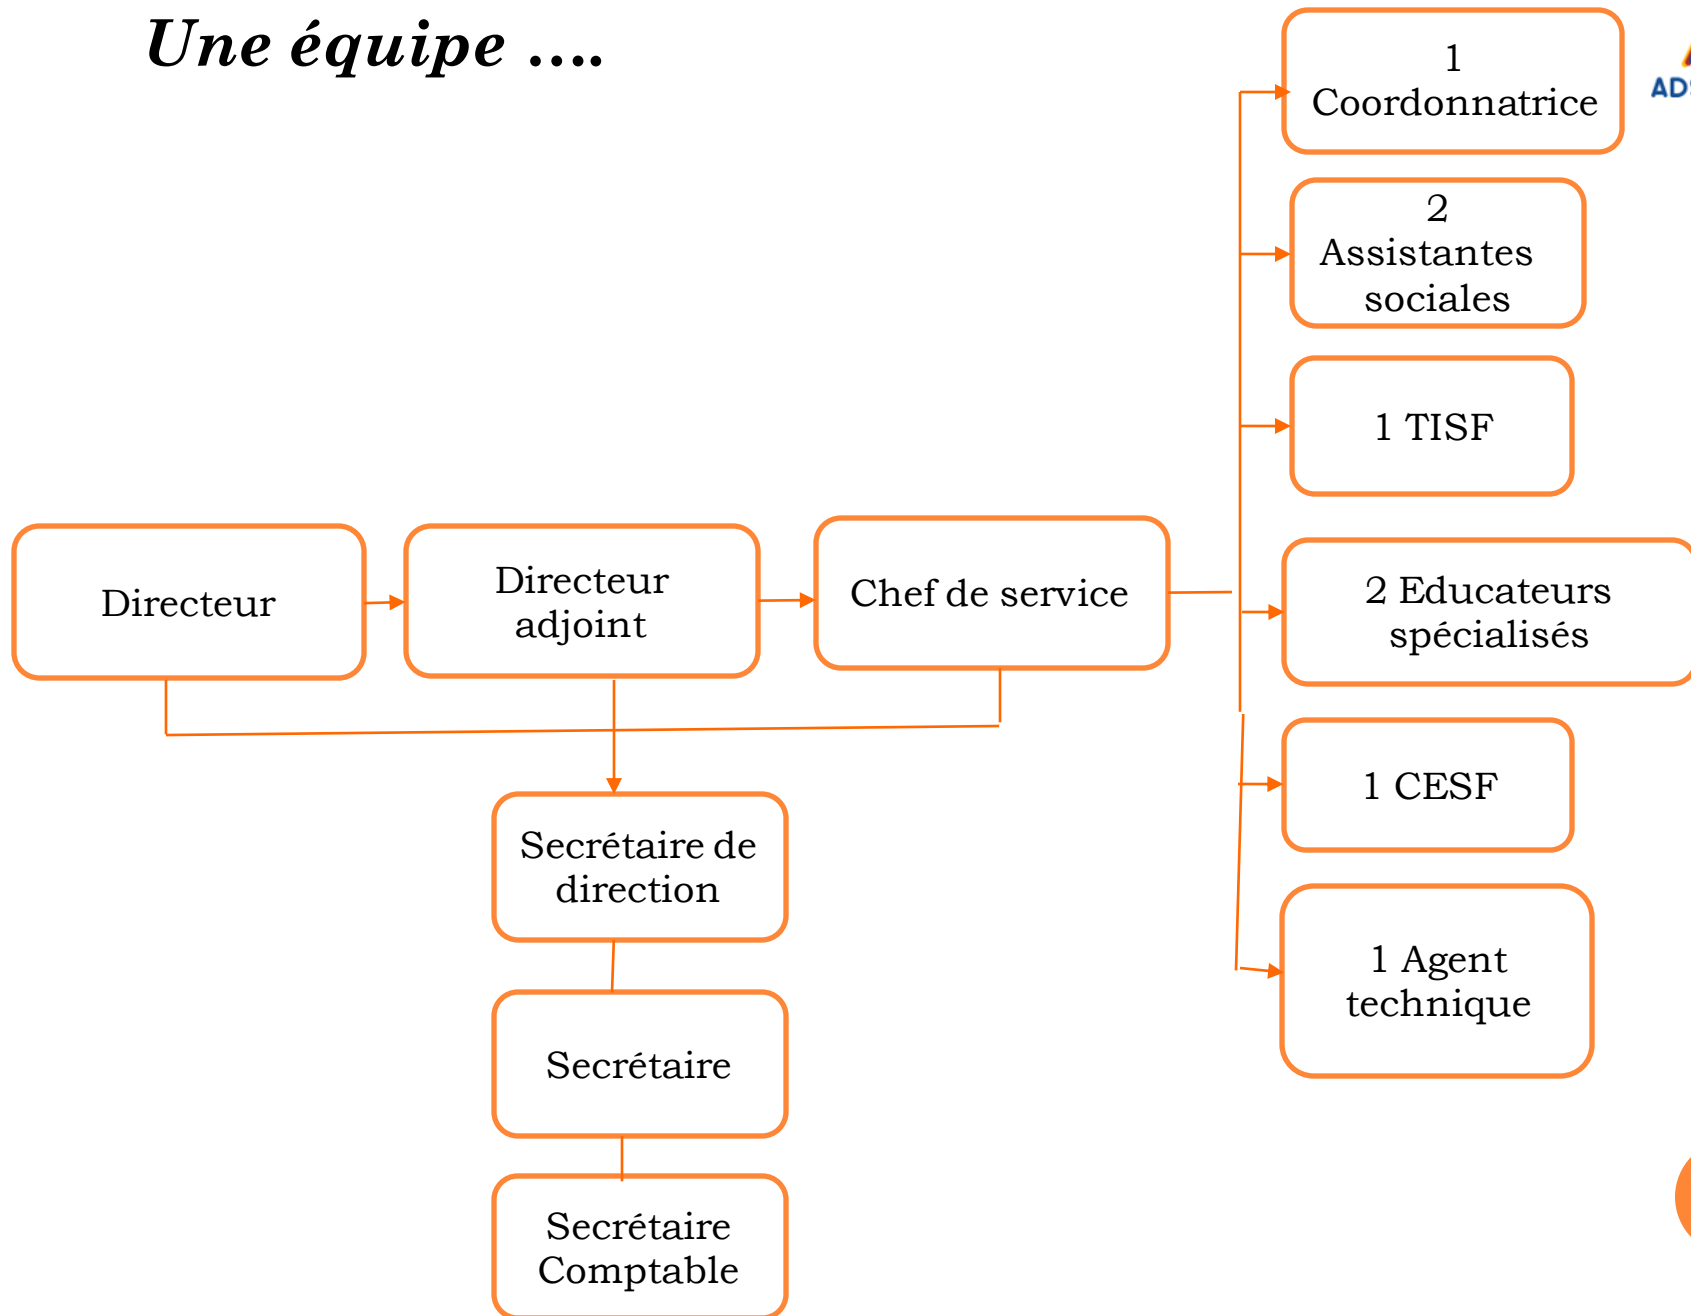 Une équipe ....
1
Coordonnatrice
2
Assistantes
sociales
1 TISF
2 Educateurs
spécialisés
1 CESF
1 Agent
technique
Directeur
Directeur
adjoint
Chef de service
Secrétaire de
direction
Secrétaire
Secrétaire
Comptable